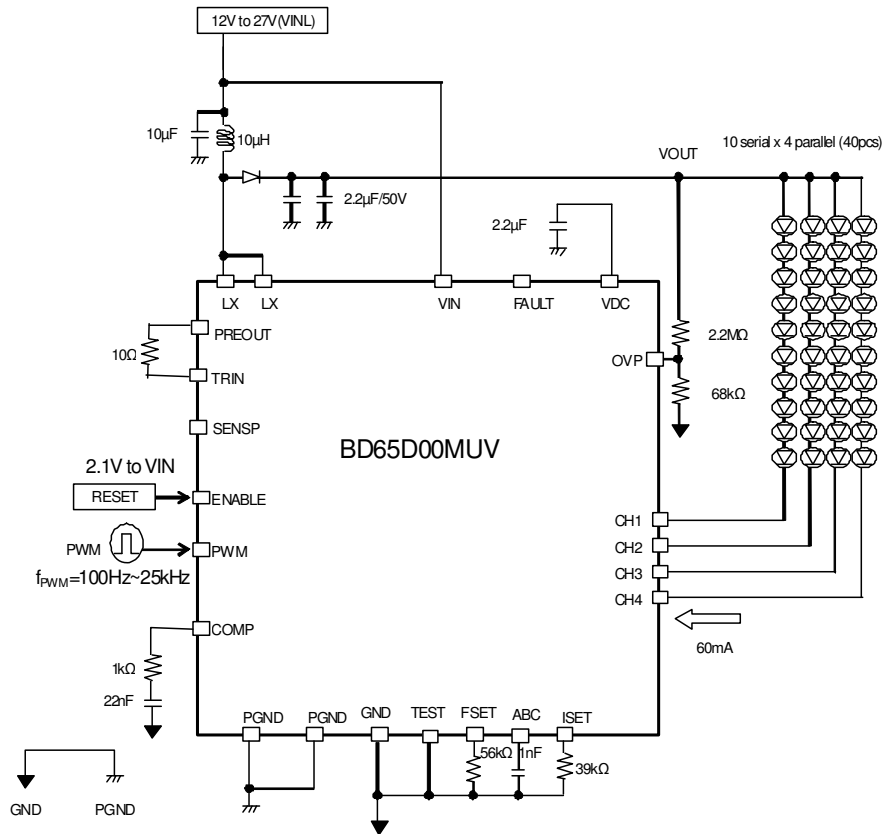 12V to 27V(VINL)
10µF
10µH
VOUT
10 serial x 4 parallel (40pcs)
2.2µF/50V
2.2µF
LX
LX
VIN
FAULT
VDC
PREOUT
10Ω
TRIN
OVP
2.2MΩ
68kΩ
SENSP
BD65D00MUV
2.1V to VIN
RESET
ENABLE
CH1
CH2
CH3
CH4
PWM
PWM
fPWM=100Hz~25kHz
COMP
60mA
1kΩ
22nF
PGND
PGND
GND
TEST
FSET
ABC
ISET
56kΩ
1nF
39kΩ
GND
PGND